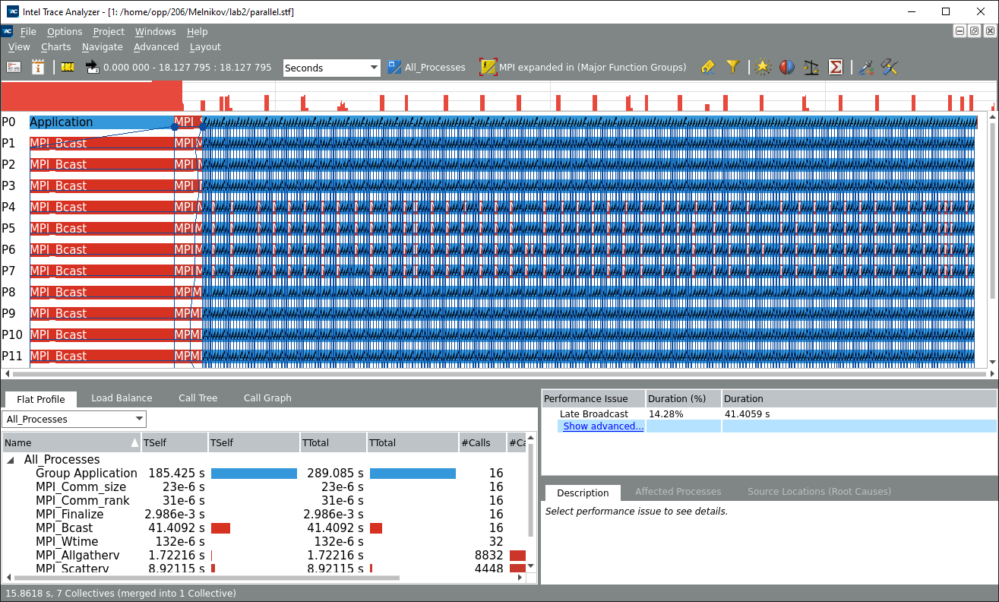 Intel Trace Analyzer - [1: /home/opp/206/Melnikov/lab2/parallel.stf]
File Options Project Windows Help
View Charts Navigate Advanced Layout
0.000 000 - 18.127 795 : 18.127 795 Seconds All_Processes MPI expanded in (Major Function Groups)
P0 Application MPI_S
P1 MPI_Bcast MPI M
P2 MPI_Bcast MPI M
P3 MPI_Bcast MPI
P4 MPI_Bcast MPI M
P5 MPI_Bcast MPI M
P6 MPI_Bcast MPI M
P7 MPI_Bcast MPI M
P8 MPI_Bcast MPI M
P9 MPI_Bcast MPMI
P10 MPI_Bcast MPMI
P11 MPI_Bcast MPMI
Flat Profile Load Balance Call Tree Call Graph
All_Processes
Name TSelf TSelf TTotal TTotal #Calls #Ca
All_Processes
Group Application 185.425 s 289.085 s 16
MPI_Comm_size 23e-6 s 23e-6 s 16
MPI_Comm_rank 31e-6 s 31e-6 s 16
MPI_Finalize 2.986e-3 s 2.986e-3 s 16
MPI_Bcast 41.4092 s 41.4092 s 16
MPI_Wtime 132e-6 s 132e-6 s 32
MPI_Allgatherv 1.72216 s 1.72216 s 8832
MPI_Scatterv 8.92115 s 8.92115 s 4448
Performance Issue Duration (%) Duration
Late Broadcast 14.28% 41.4059 s
Show advanced...
Description Affected Processes Source Locations (Root Causes)
Select performance issue to see details.
15.8618 s, 7 Collectives (merged into 1 Collective)